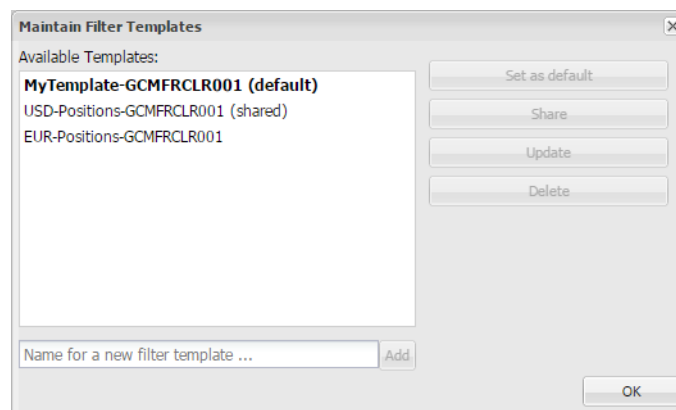 Maintain Filter Templates
Available Templates:
MyTemplate-GCMFRCLR001 (default)
USD-Positions-GCMFRCLR001 (shared)
EUR-Positions-GCMFRCLR001
Set as default
Share
Update
Delete
Name for a new filter template ...
Add
OK